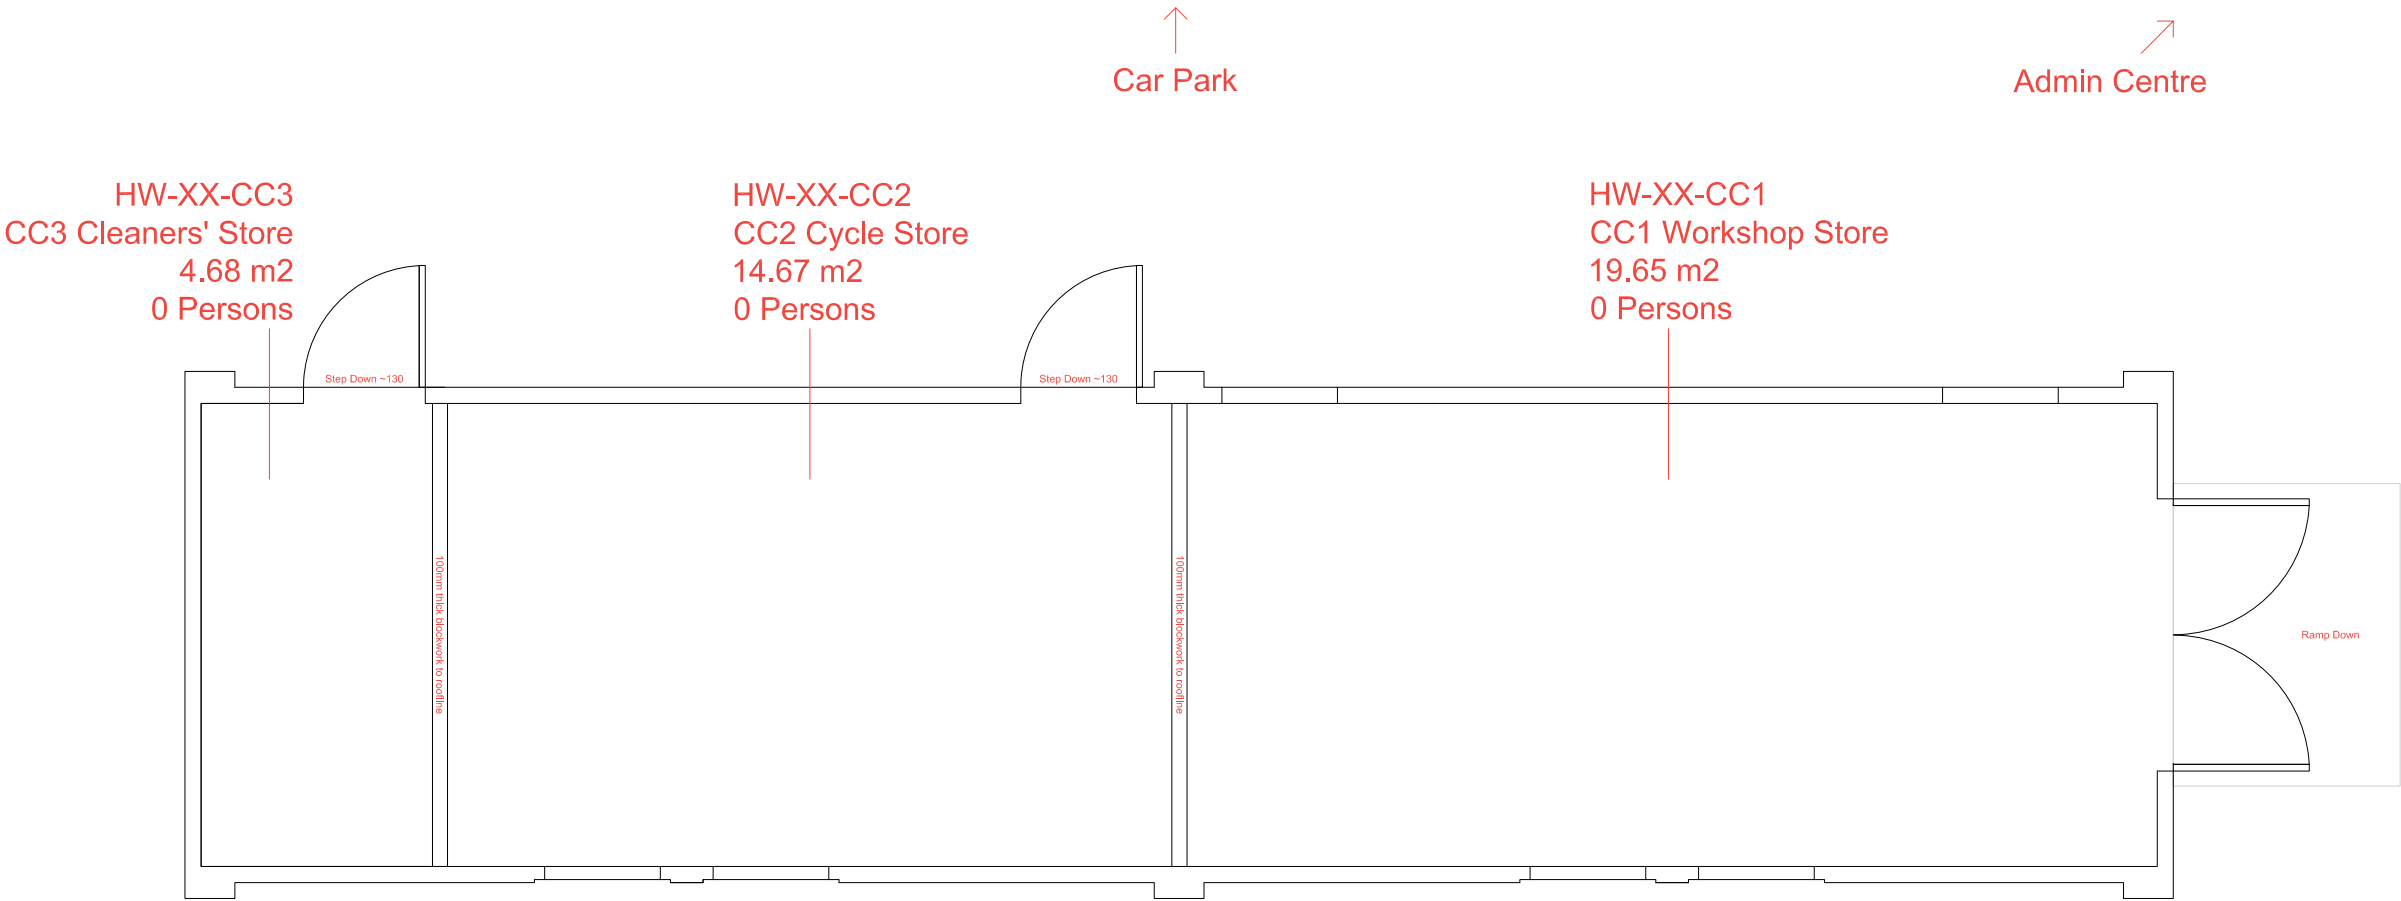 Car Park
Admin Centre
HW-XX-CC3
CC3 Cleaners' Store
4.68 m2
0 Persons
HW-XX-CC2
CC2 Cycle Store
14.67 m2
0 Persons
HW-XX-CC1
CC1 Workshop Store
19.65 m2
0 Persons
Step Down ~130
Step Down ~130
100mm thick blockwork to roofline
100mm thick blockwork to roofline
Ramp Down